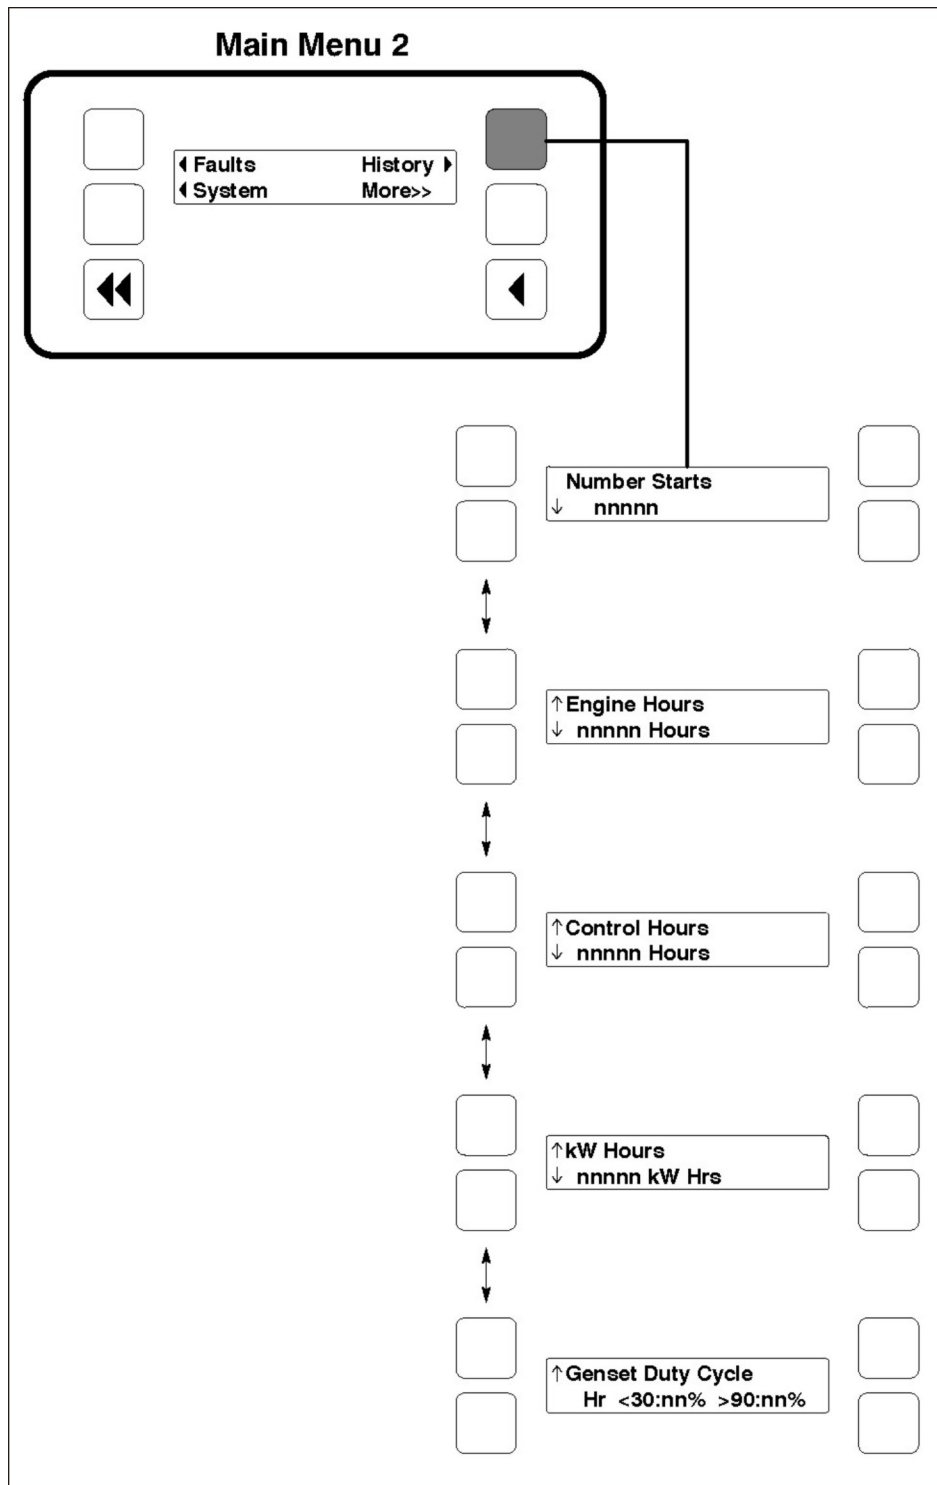 Main Menu 2
◀ Faults History ▶
◀ System More>>
Number Starts
↓ nnnnn
↑ Engine Hours
↓ nnnnn Hours
↑ Control Hours
↓ nnnnn Hours
↑ kW Hours
↓ nnnnn kW Hrs
↑ Genset Duty Cycle
Hr <30:nn% >90:nn%